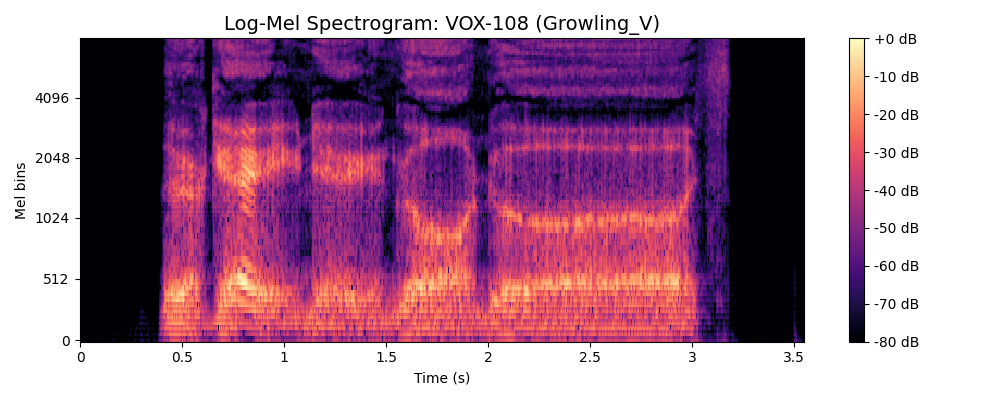 Log-Mel Spectrogram: VOX-108 (Growling_V)
Mel bins
4096
2048
1024
512
0
0
0.5
1
1.5
2
2.5
3
3.5
Time (s)
+0 dB
-10 dB
-20 dB
-30 dB
-40 dB
-50 dB
-60 dB
-70 dB
-80 dB